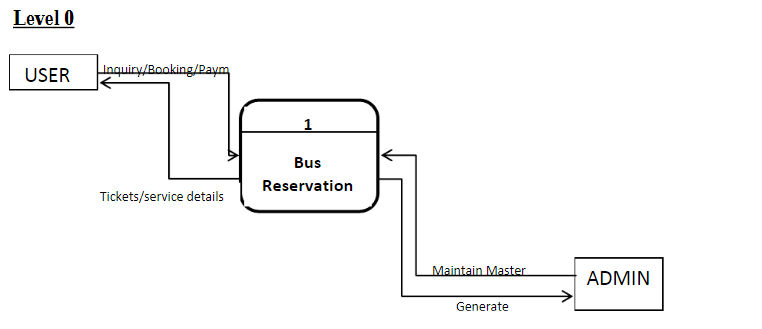 Level 0
USER
Inquiry/Booking/Paym
1
Bus
Reservation
Tickets/service details
Maintain Master
ADMIN
Generate